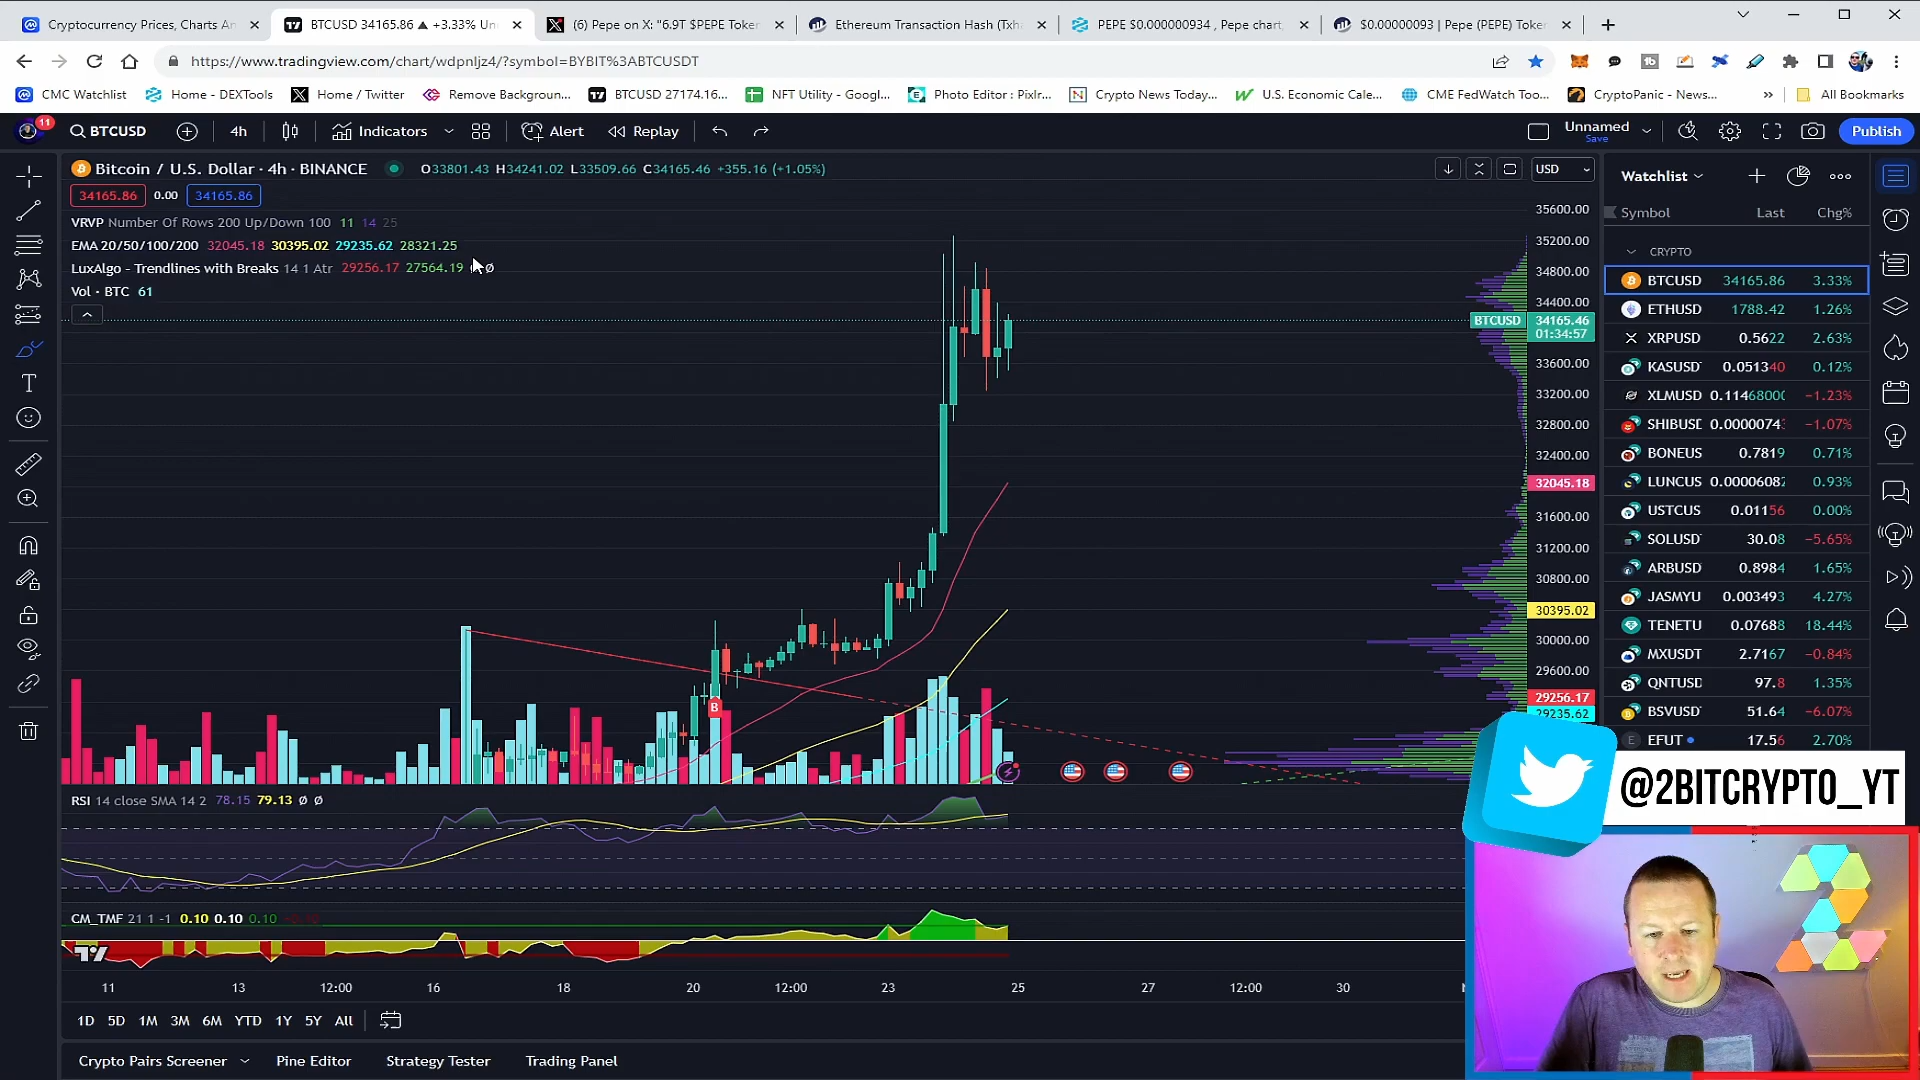 Cryptocurrency Prices, Charts An
BTCUSD 34165.86 ▲ +3.33% Un
(6) Pepe on X: "6.9T $PEPE Token
Ethereum Transaction Hash (Txh
PEPE $0.000000934 , Pepe chart,
$0.00000093 | Pepe (PEPE) Token
https://www.tradingview.com/chart/wdpnljz4/?symbol=BYBIT%3ABTCUSDT
CMC Watchlist
Home - DEXTools
Home / Twitter
Remove Backgroun...
BTCUSD 27174.16...
NFT Utility - Googl...
Photo Editor : Pixlr...
Crypto News Today...
U.S. Economic Cale...
CME FedWatch Too...
CryptoPanic - News...
»
All Bookmarks
11
BTCUSD
4h
Indicators
Alert
Replay
Unnamed
Save
Publish
Bitcoin / U.S. Dollar · 4h · BINANCE
O33801.43 H34241.02 L33509.66 C34165.46 +355.16 (+1.05%)
USD
34165.86 0.00 34165.86
VRVP Number Of Rows 200 Up/Down 100 11 14 25
EMA 20/50/100/200 32045.18 30395.02 29235.62 28321.25
LuxAlgo - Trendlines with Breaks 14 1 Atr 29256.17 27564.19 ø
Vol · BTC 61
35600.00
35200.00
34800.00
34400.00
BTCUSD 34165.46
01:34:57
33600.00
33200.00
32800.00
32400.00
32045.18
31600.00
31200.00
30800.00
30395.02
30000.00
29600.00
29256.17
29235.62
B
RSI 14 close SMA 14 2 78.15 79.13 ø ø
CM_TMF 21 1 -1 0.10 0.10 0.10
11 13 12:00 16 18 20 12:00 23 25 27 12:00 30
1D 5D 1M 3M 6M YTD 1Y 5Y All
Crypto Pairs Screener
Pine Editor
Strategy Tester
Trading Panel
Watchlist
Symbol Last Chg%
CRYPTO
BTCUSD 34165.86 3.33%
ETHUSD 1788.42 1.26%
XRPUSD 0.5622 2.63%
KASUSD 0.051340 0.12%
XLMUSD 0.1146800 −1.23%
SHIBUSE 0.0000074 −1.07%
BONEUS 0.7819 0.71%
LUNCUS 0.00006082 0.93%
USTCUS 0.01156 0.00%
SOLUSD 30.08 −5.65%
ARBUSD 0.8984 1.65%
JASMYU 0.003493 4.27%
TENETU 0.07688 18.44%
MXUSDT 2.7167 −0.84%
QNTUSD 97.8 1.35%
BSVUSD 51.64 −6.07%
EFUT 17.56 2.70%
@2BITCRYPTO_YT